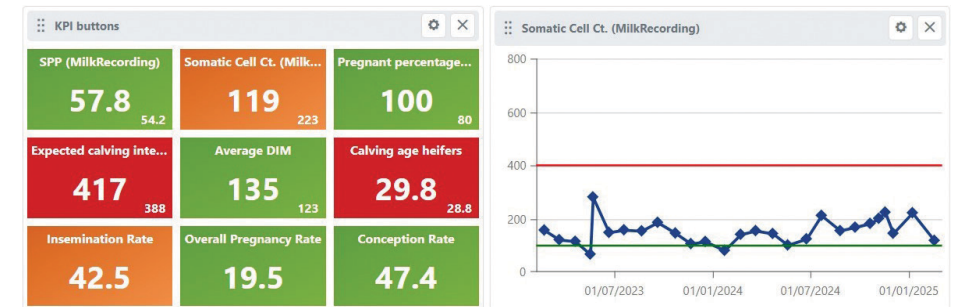 KPI buttons
SPP (MilkRecording)
57.8
54.2
Somatic Cell Ct. (Milk...
119
223
Pregnant percentage...
100
80
Expected calving inte...
417
388
Average DIM
135
123
Calving age heifers
29.8
28.8
Insemination Rate
42.5
Overall Pregnancy Rate
19.5
Conception Rate
47.4
Somatic Cell Ct. (MilkRecording)
800
600
400
200
0
01/07/2023
01/01/2024
01/07/2024
01/01/2025